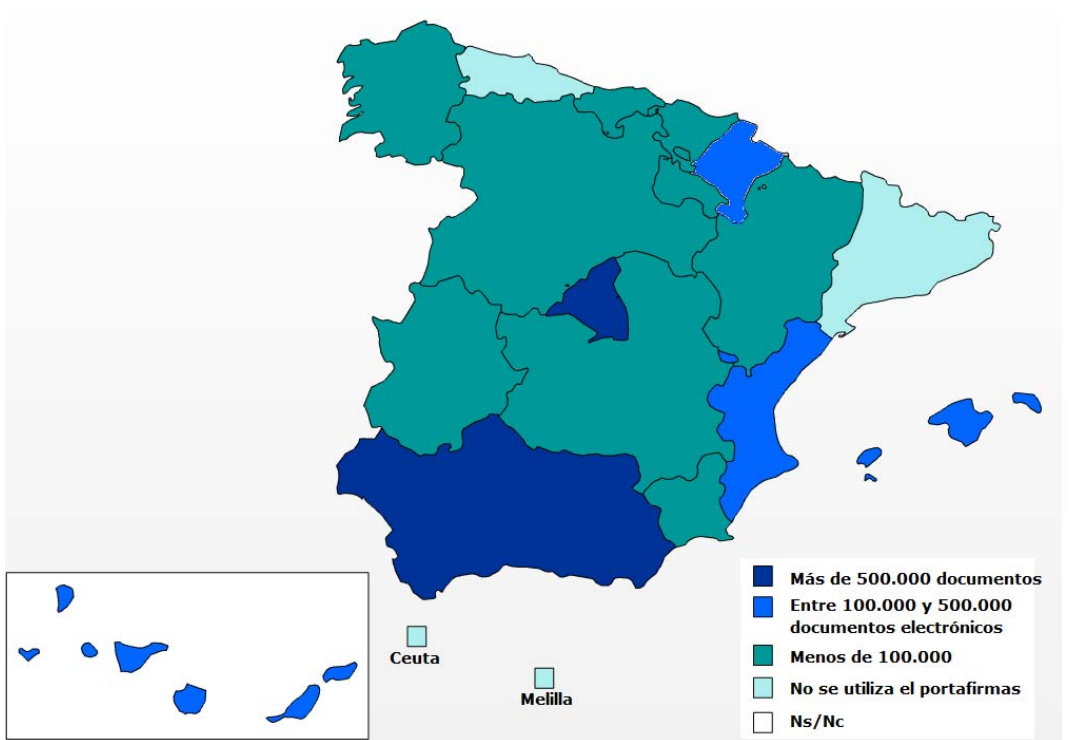 Ceuta
Melilla
Más de 500.000 documentos
Entre 100.000 y 500.000
documentos electrónicos
Menos de 100.000
No se utiliza el portafirmas
Ns/Nc